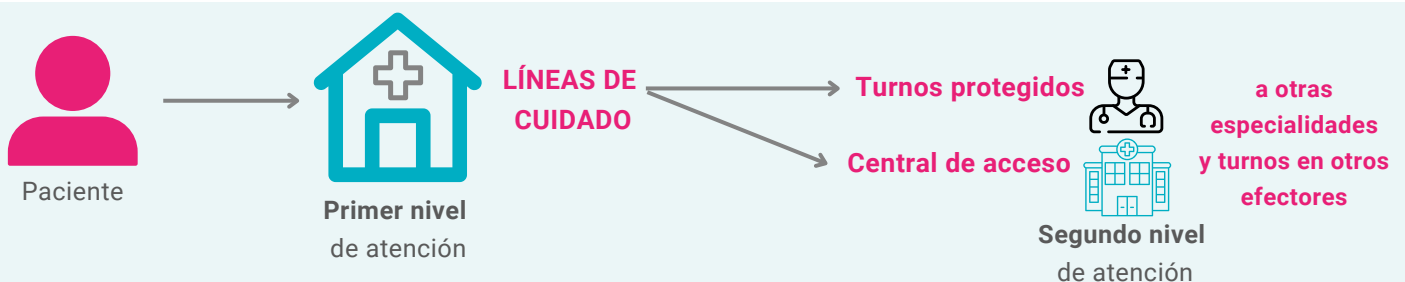 Paciente
Primer nivel
de atención
LÍNEAS DE
CUIDADO
Turnos protegidos
Central de acceso
Segundo nivel
de atención
a otras
especialidades
y turnos en otros
efectores